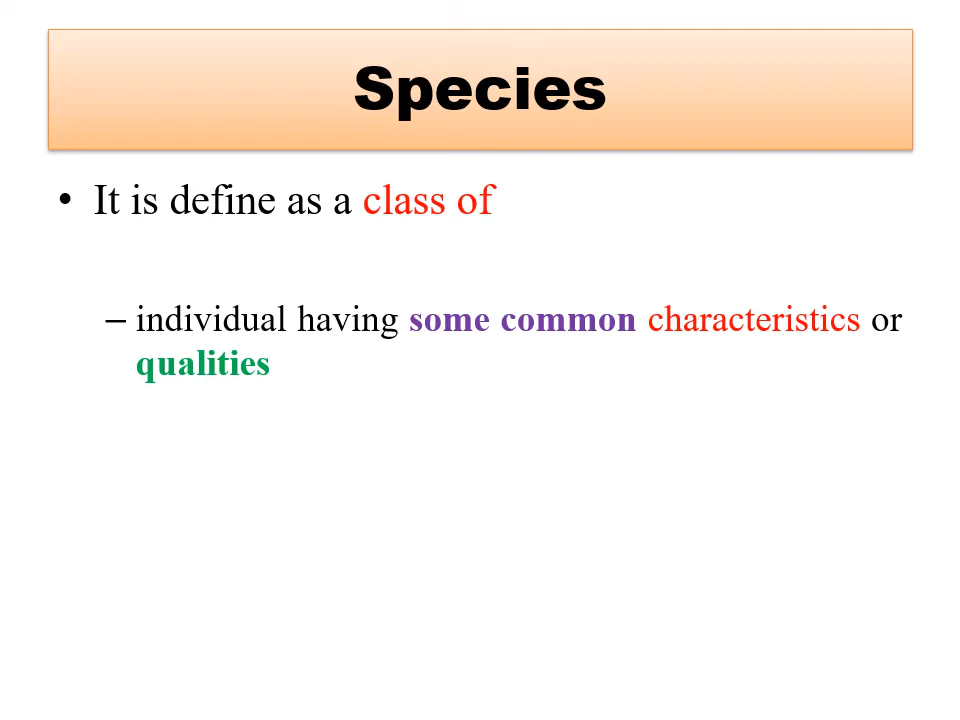 Species
• It is define as a class of
– individual having some common characteristics or
qualities